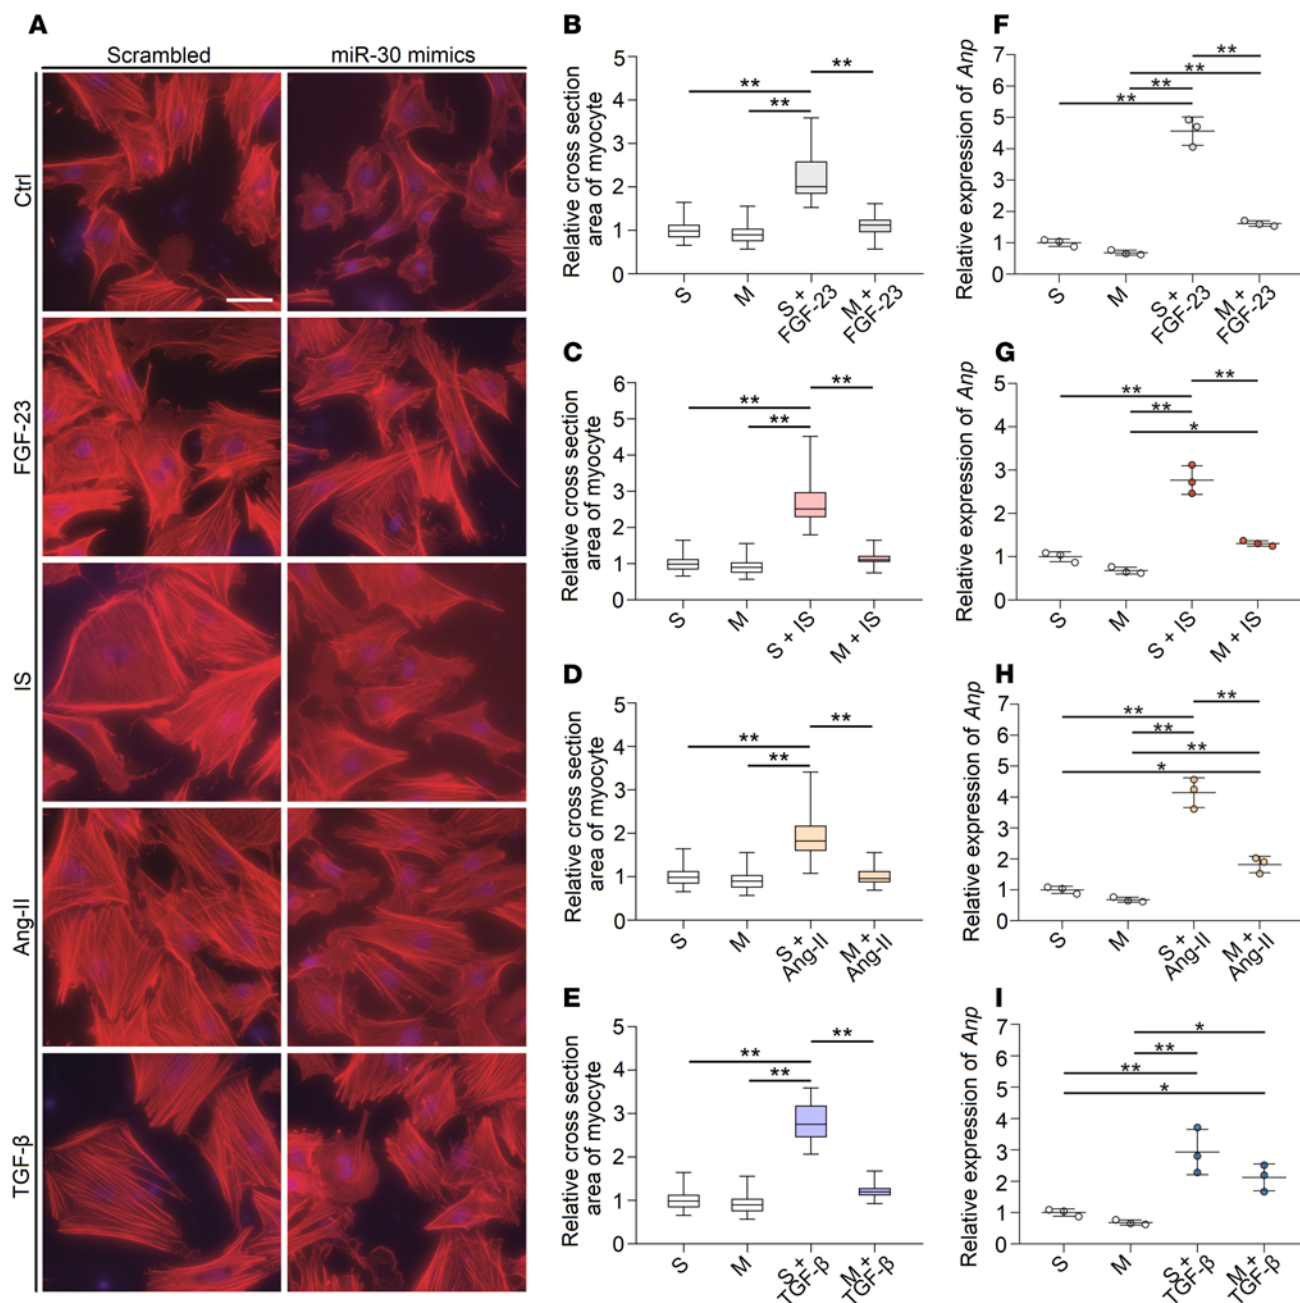 A
Scrambled
miR-30 mimics
Ctrl
FGF-23
IS
Ang-II
TGF-β
B
Relative cross section
area of myocyte
5
4
3
2
1
0
**
**
**
S
M
S +
FGF-23
M +
FGF-23
C
Relative cross section
area of myocyte
6
5
4
3
2
1
0
**
**
**
S
M
S + IS
M + IS
D
Relative cross section
area of myocyte
5
4
3
2
1
0
**
**
**
S
M
S +
Ang-II
M +
Ang-II
E
Relative cross section
area of myocyte
5
4
3
2
1
0
**
**
**
S
M
S +
TGF-β
M +
TGF-β
F
Relative expression of Anp
7
6
5
4
3
2
1
0
**
**
**
**
S
M
S +
FGF-23
M +
FGF-23
G
Relative expression of Anp
5
4
3
2
1
0
**
**
**
*
S
M
S + IS
M + IS
H
Relative expression of Anp
7
6
5
4
3
2
1
0
**
**
**
**
*
S
M
S +
Ang-II
M +
Ang-II
I
Relative expression of Anp
7
6
5
4
3
2
1
0
*
**
**
*
S
M
S +
TGF-β
M +
TGF-β